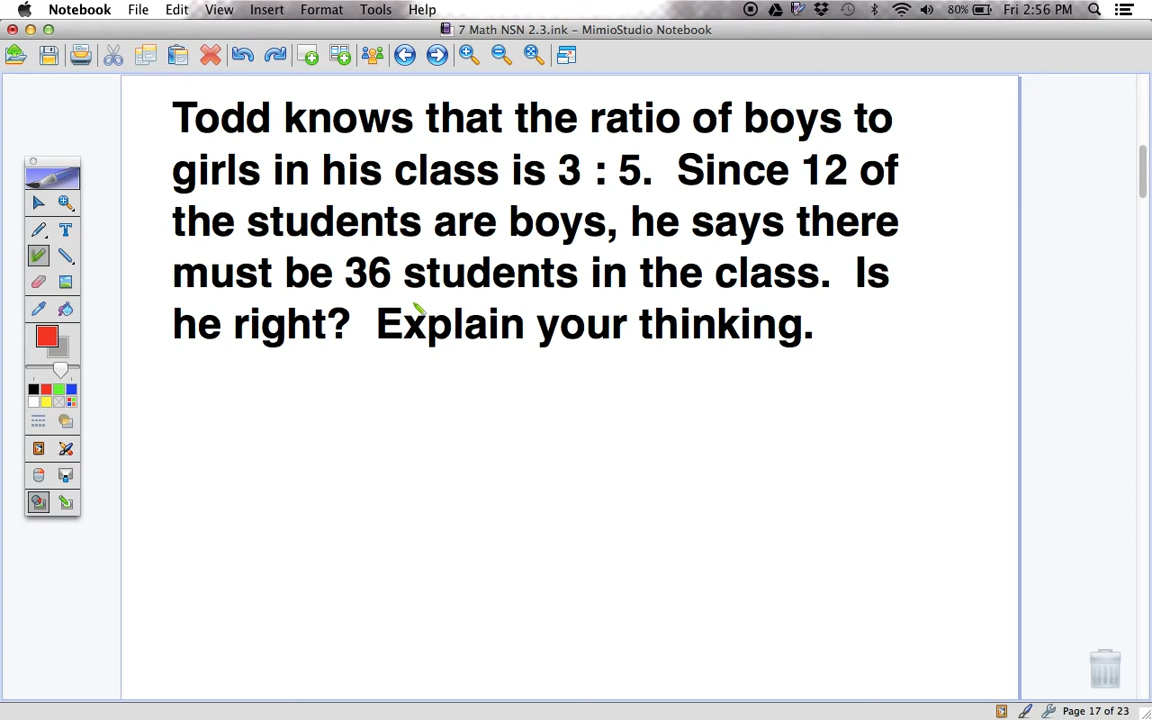 Notebook File Edit View Insert Format Tools Help 80% Fri 2:56 PM
7 Math NSN 2.3.ink – MimioStudio Notebook
Todd knows that the ratio of boys to
girls in his class is 3 : 5. Since 12 of
the students are boys, he says there
must be 36 students in the class. Is
he right? Explain your thinking.
T
Page 17 of 23